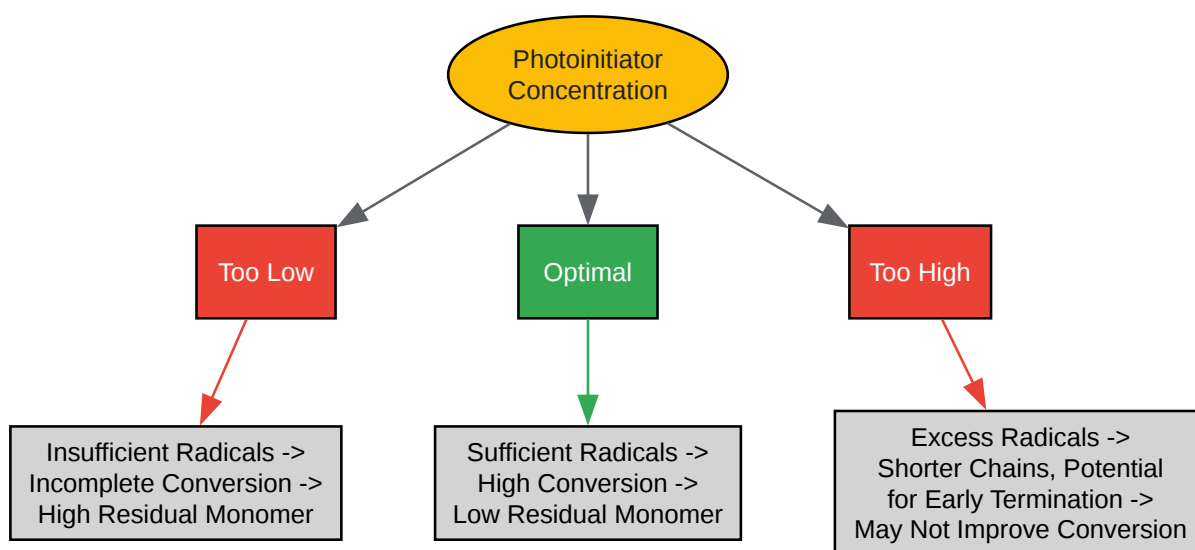 Photoinitiator
Concentration
Too Low
Optimal
Too High
Insufficient Radicals ->
Incomplete Conversion ->
High Residual Monomer
Sufficient Radicals ->
High Conversion ->
Low Residual Monomer
Excess Radicals ->
Shorter Chains, Potential
for Early Termination ->
May Not Improve Conversion